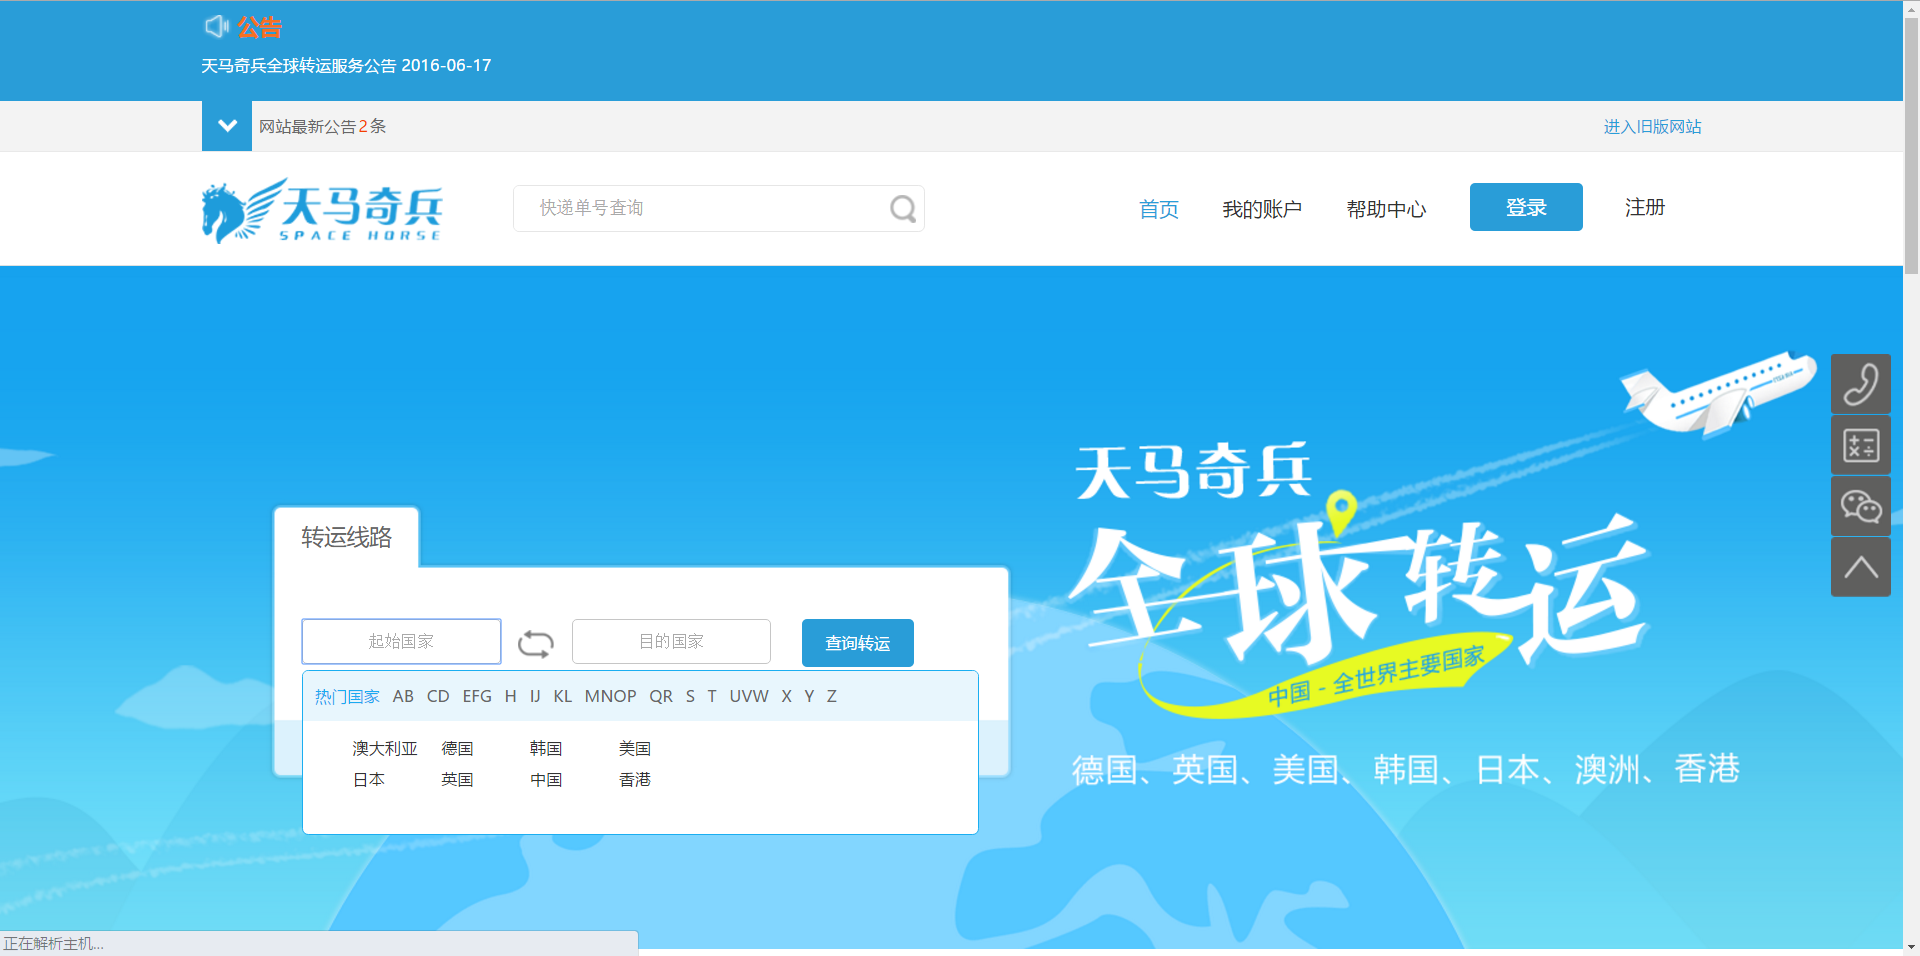 公告
天马奇兵全球转运服务公告 2016-06-17
网站最新公告2条
进入旧版网站
天马奇兵
SPACE HORSE
快递单号查询
首页 我的账户 帮助中心 登录 注册
天马奇兵
全球转运
中国 - 全世界主要国家
德国、英国、美国、韩国、日本、澳洲、香港
转运线路
起始国家 目的国家 查询转运
热门国家 AB CD EFG H IJ KL MNOP QR S T UVW X Y Z
澳大利亚 德国 韩国 美国
日本 英国 中国 香港
正在解析主机...